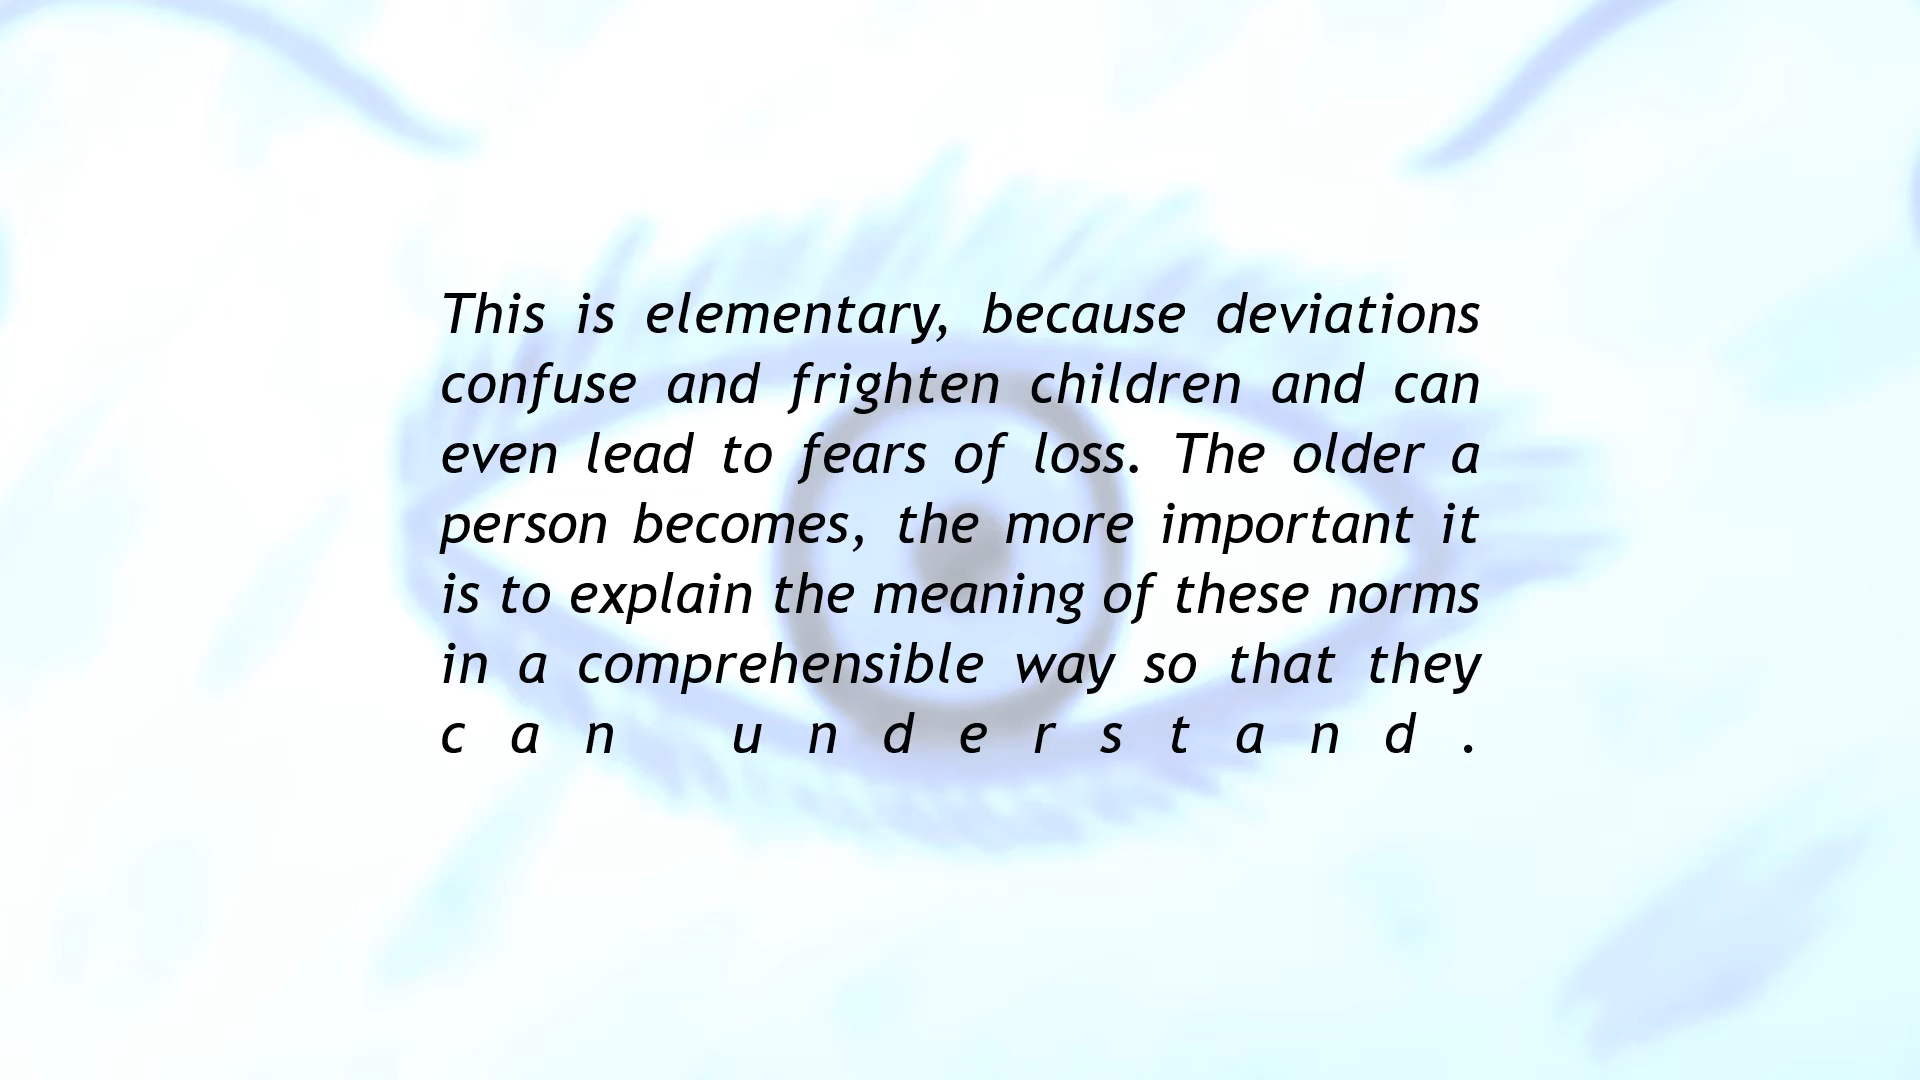 This is elementary, because deviations
confuse and frighten children and can
even lead to fears of loss. The older a
person becomes, the more important it
is to explain the meaning of these norms
in a comprehensible way so that they
can understand.